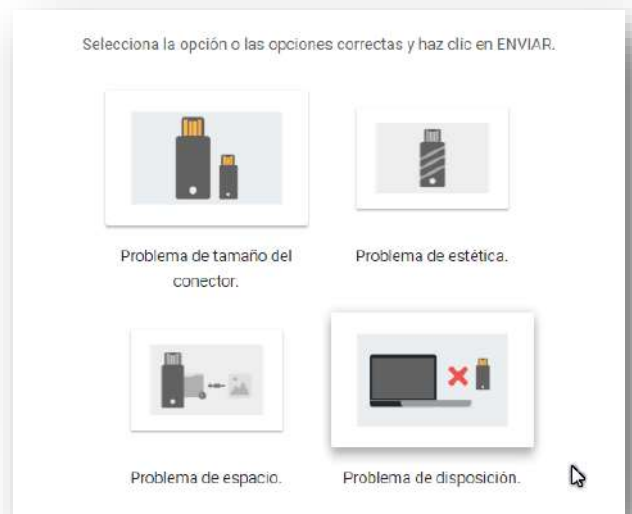 Selecciona la opción o las opciones correctas y haz clic en ENVIAR.
Problema de tamaño del
conector.
Problema de estética.
Problema de espacio.
Problema de disposición.